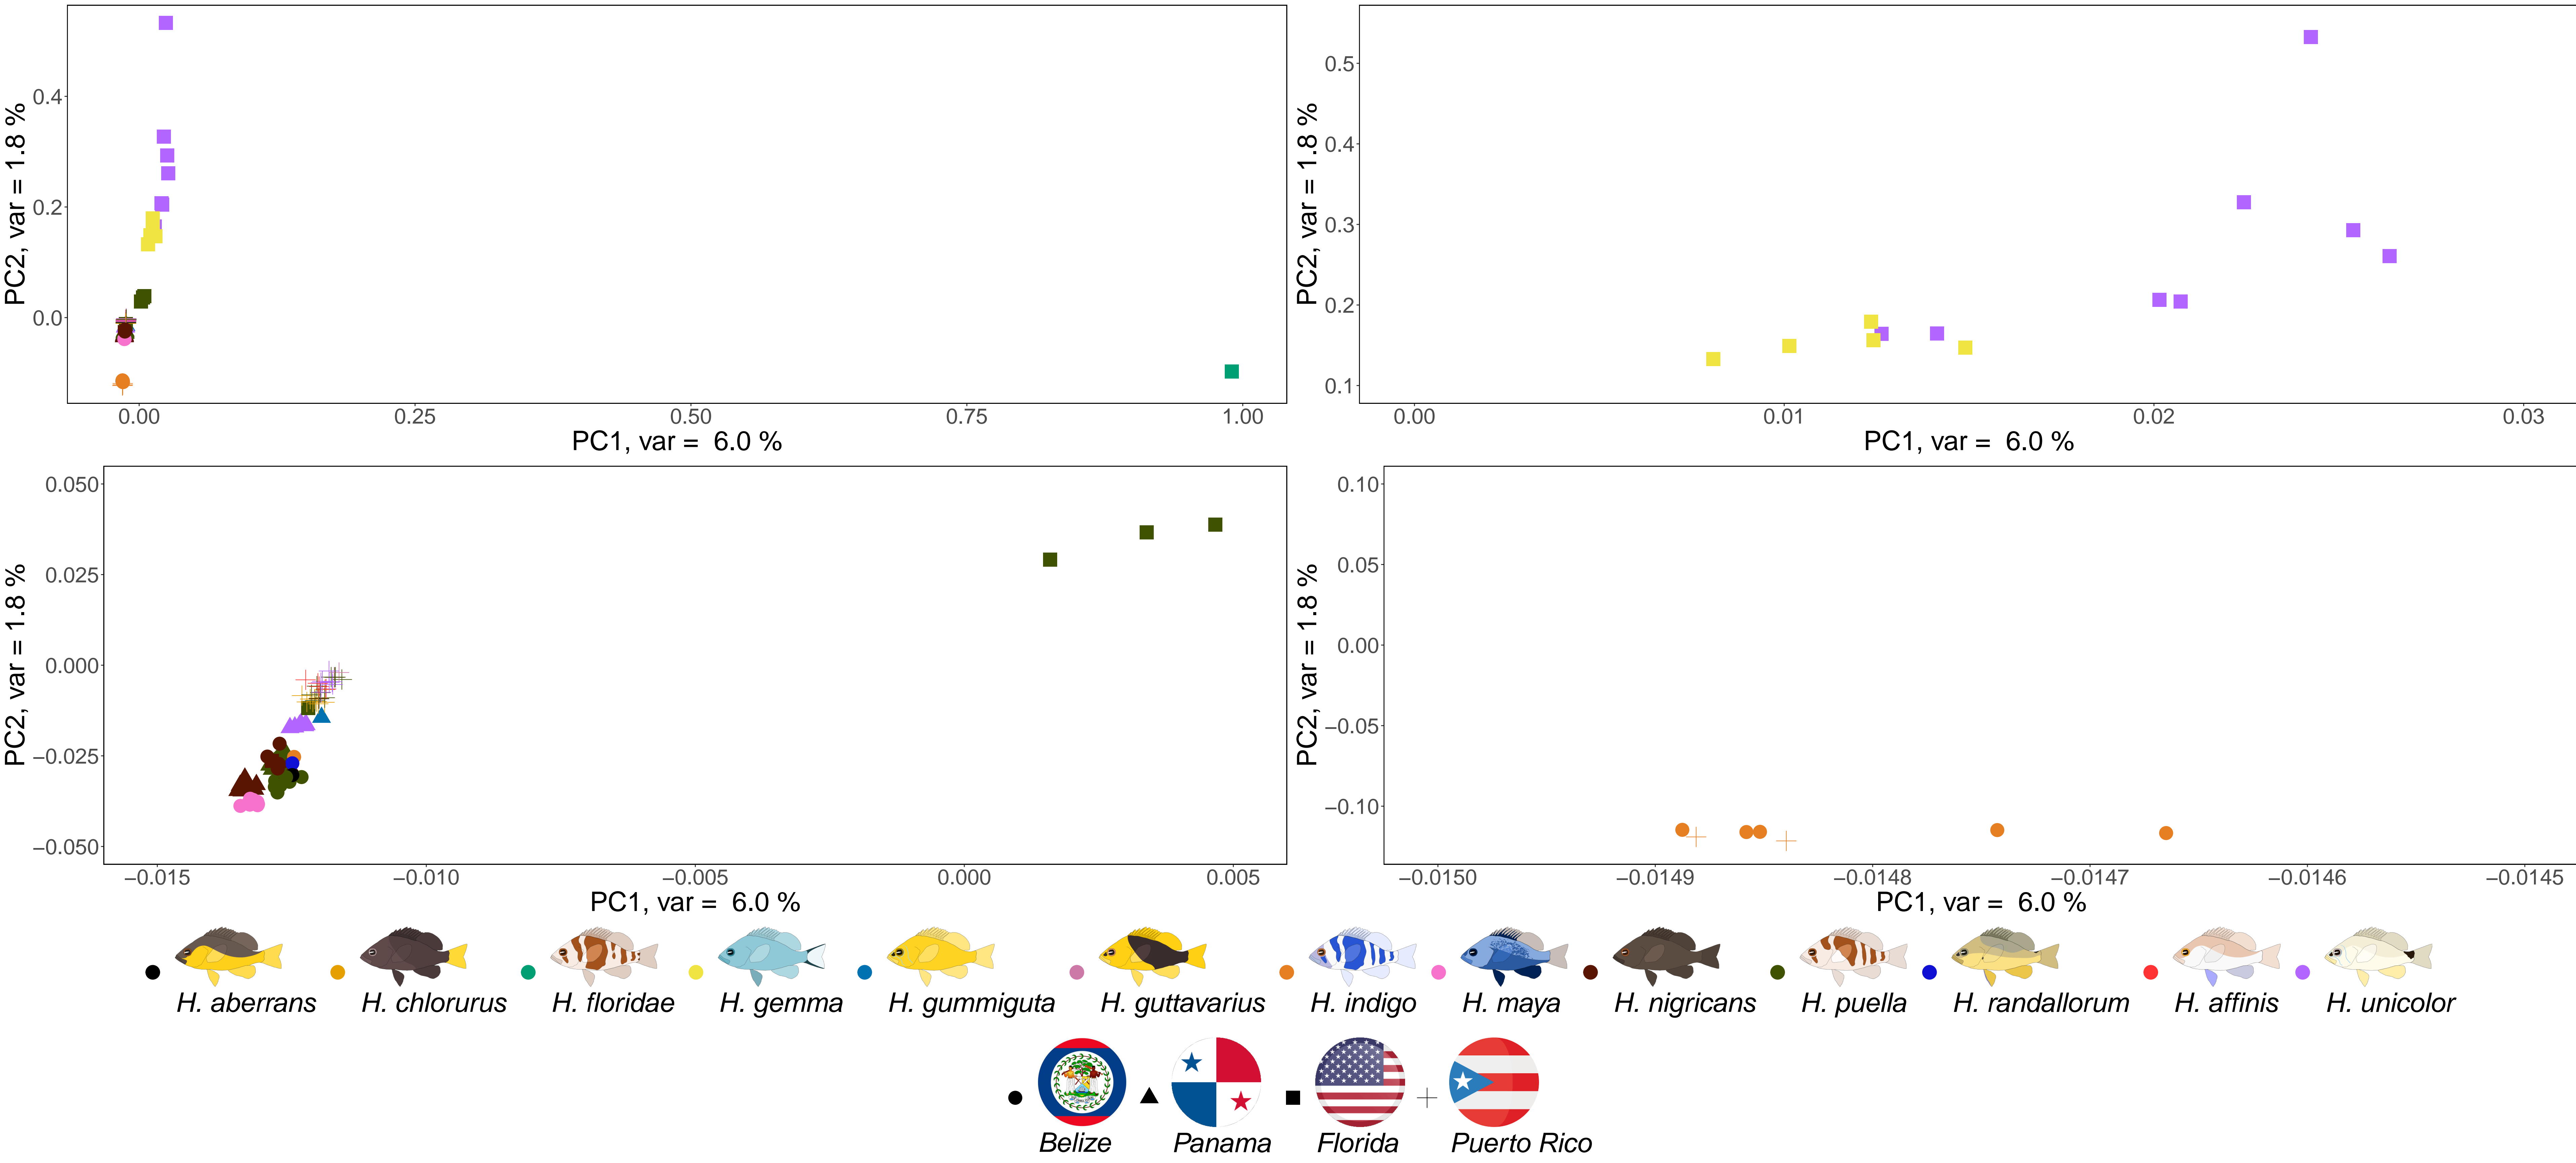 0.4
0.2
0.0
PC2, var = 1.8 %
0.00 0.25 0.50 0.75 1.00
PC1, var = 6.0 %
0.5
0.4
0.3
0.2
0.1
PC2, var = 1.8 %
0.00 0.01 0.02 0.03
PC1, var = 6.0 %
0.050
0.025
0.000
−0.025
−0.050
PC2, var = 1.8 %
−0.015 −0.010 −0.005 0.000 0.005
PC1, var = 6.0 %
0.10
0.05
0.00
−0.05
−0.10
PC2, var = 1.8 %
−0.0150 −0.0149 −0.0148 −0.0147 −0.0146 −0.0145
PC1, var = 6.0 %
H. aberrans H. chlorurus H. floridae H. gemma H. gummiguta H. guttavarius H. indigo H. maya H. nigricans H. puella H. randallorum H. affinis H. unicolor
Belize Panama Florida Puerto Rico